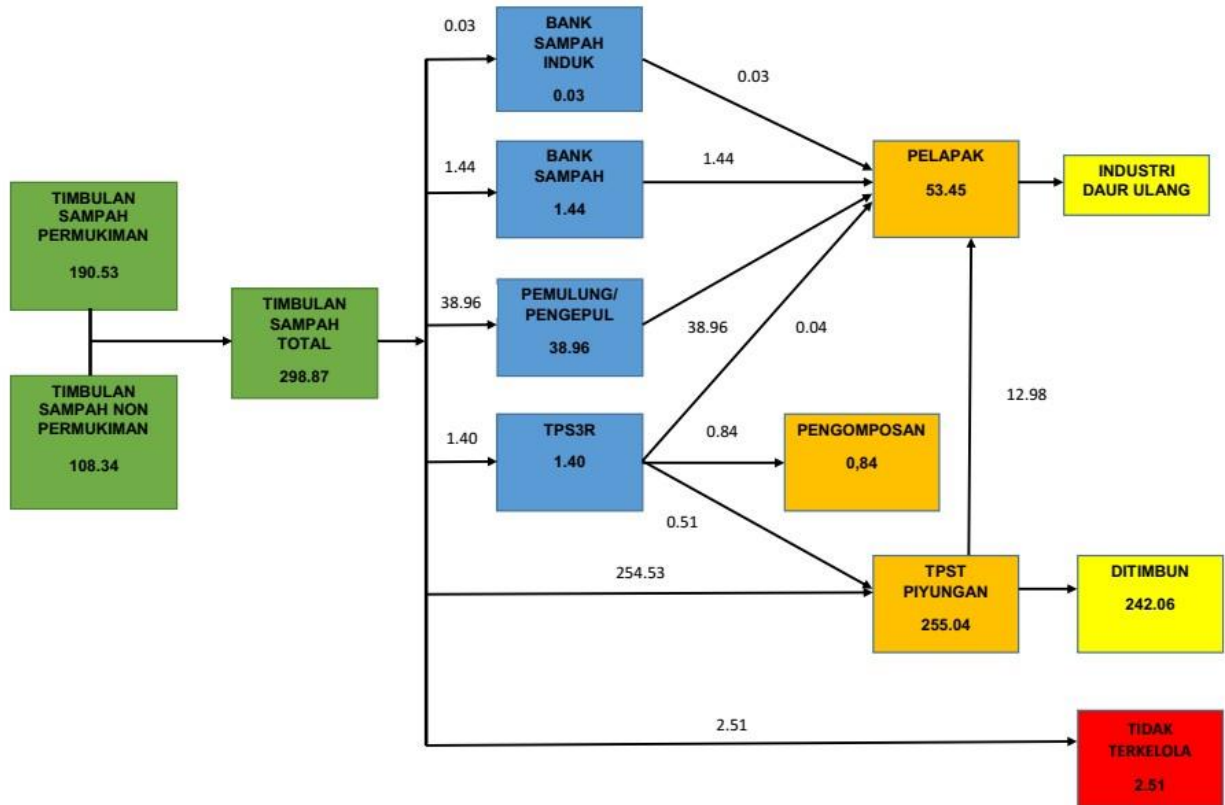 0.03
BANK
SAMPAH
INDUK
0.03
0.03
1.44
BANK
SAMPAH
1.44
1.44
PELAPAK
53.45
INDUSTRI
DAUR ULANG
TIMBULAN
SAMPAH
PERMUKIMAN
190.53
TIMBULAN
SAMPAH
TOTAL
298.87
TIMBULAN
SAMPAH NON
PERMUKIMAN
108.34
38.96
PEMULUNG/
PENGEPUL
38.96
38.96
0.04
12.98
1.40
TPS3R
1.40
0.84
PENGOMPOSAN
0,84
0.51
254.53
TPST
PIYUNGAN
255.04
DITIMBUN
242.06
2.51
TIDAK
TERKELOLA
2.51